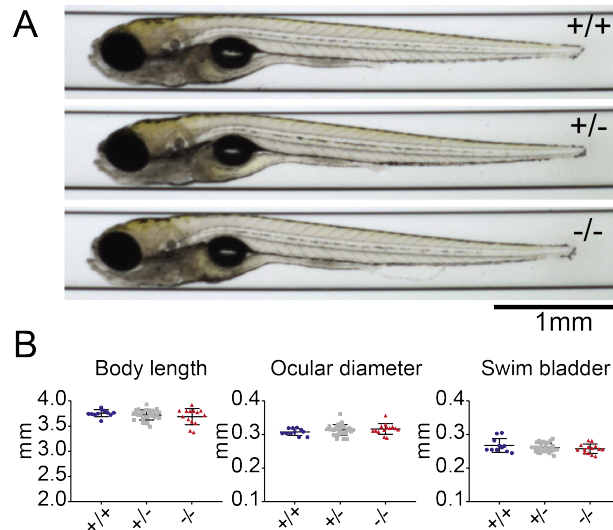 A
+/+
+/-
-/-
1mm
B
Body length
Ocular diameter
Swim bladder
mm
4.0
3.5
3.0
2.5
2.0
+/+
+/-
-/-
mm
0.4
0.3
0.2
0.1
+/+
+/-
-/-
mm
0.4
0.3
0.2
0.1
+/+
+/-
-/-